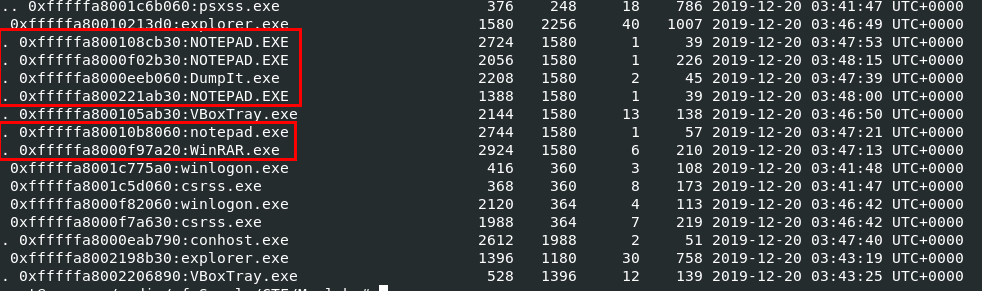 .. 0xfffffa8001c6b060:psxss.exe 376 248 18 786 2019-12-20 03:41:47 UTC+0000
0xfffffa80010213d0:explorer.exe 1580 2256 40 1007 2019-12-20 03:46:49 UTC+0000
. 0xfffffa800108cb30:NOTEPAD.EXE 2724 1580 1 39 2019-12-20 03:47:53 UTC+0000
. 0xfffffa8000f02b30:NOTEPAD.EXE 2056 1580 1 226 2019-12-20 03:48:15 UTC+0000
. 0xfffffa8000eeb060:DumpIt.exe 2208 1580 2 45 2019-12-20 03:47:39 UTC+0000
. 0xfffffa800221ab30:NOTEPAD.EXE 1388 1580 1 39 2019-12-20 03:48:00 UTC+0000
. 0xfffffa800105ab30:VBoxTray.exe 2144 1580 13 138 2019-12-20 03:46:50 UTC+0000
. 0xfffffa80010b8060:notepad.exe 2744 1580 1 57 2019-12-20 03:47:21 UTC+0000
. 0xfffffa8000f97a20:WinRAR.exe 2924 1580 6 210 2019-12-20 03:47:13 UTC+0000
0xfffffa8001c775a0:winlogon.exe 416 360 3 108 2019-12-20 03:41:48 UTC+0000
0xfffffa8001c5d060:csrss.exe 368 360 8 173 2019-12-20 03:41:47 UTC+0000
0xfffffa8000f82060:winlogon.exe 2120 364 4 113 2019-12-20 03:46:42 UTC+0000
0xfffffa8000f7a630:csrss.exe 1988 364 7 219 2019-12-20 03:46:42 UTC+0000
. 0xfffffa8000eab790:conhost.exe 2612 1988 2 51 2019-12-20 03:47:40 UTC+0000
0xfffffa8002198b30:explorer.exe 1396 1180 30 758 2019-12-20 03:43:19 UTC+0000
. 0xfffffa8002206890:VBoxTray.exe 528 1396 12 139 2019-12-20 03:43:25 UTC+0000